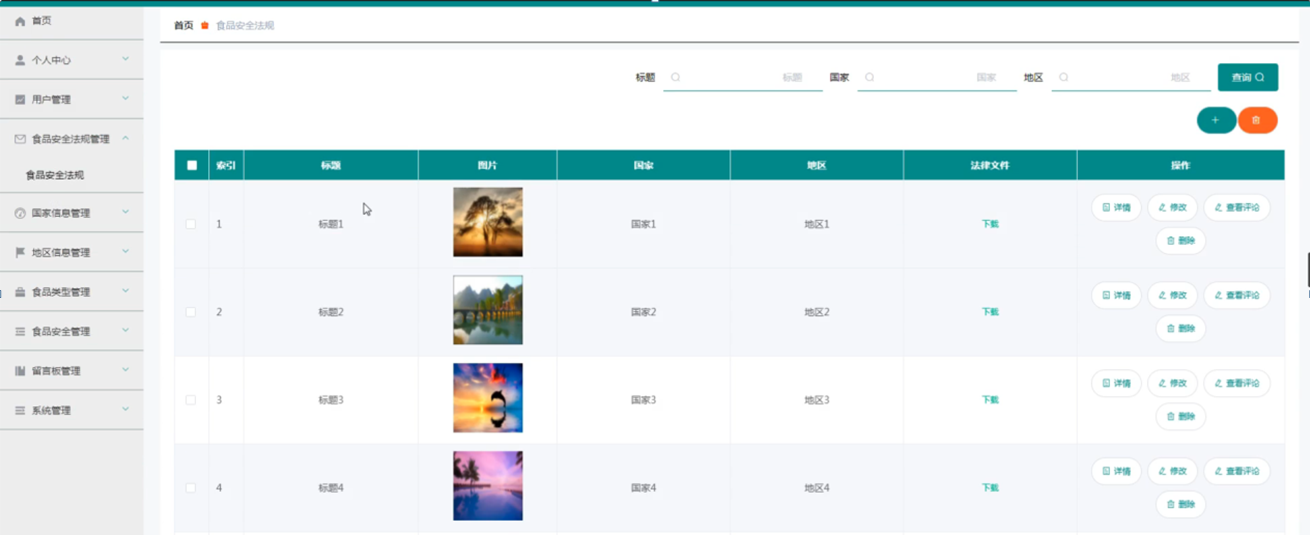 首页
个人中心
用户管理
食品安全法规管理
食品安全法规
国家信息管理
地区信息管理
食品类型管理
食品安全管理
留言板管理
系统管理
首页 食品安全法规
标题 标题 国家 国家 地区 地区 查询
+
索引 标题 图片 国家 地区 法律文件 操作
1 标题1 国家1 地区1 下载 详情 修改 查看评论
删除
2 标题2 国家2 地区2 下载 详情 修改 查看评论
删除
3 标题3 国家3 地区3 下载 详情 修改 查看评论
删除
4 标题4 国家4 地区4 下载 详情 修改 查看评论
删除